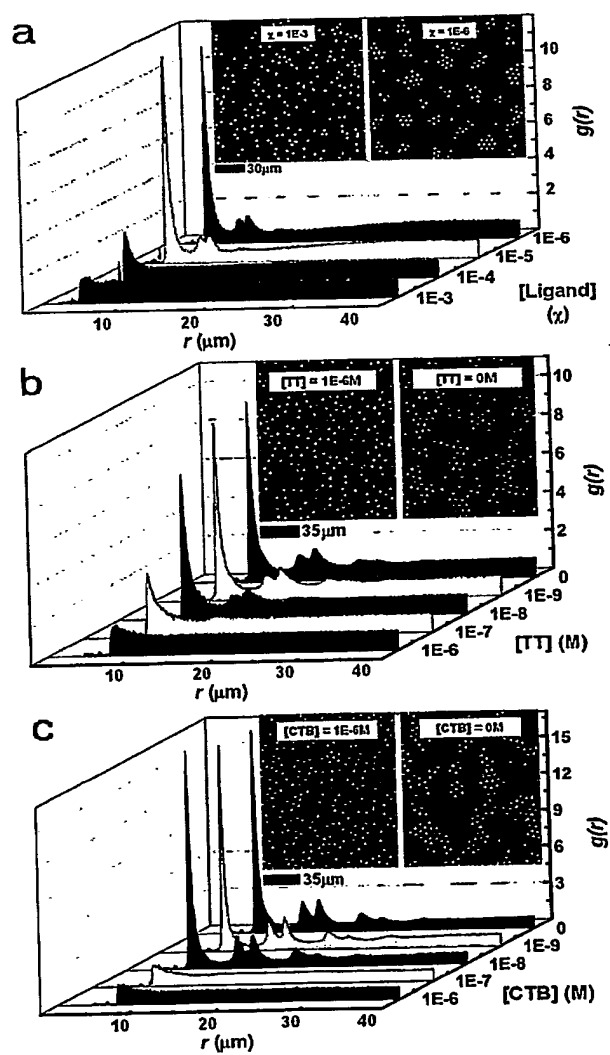 a
χ = 1E-3
χ = 1E-6
30μm
10
8
6
4
2
g(r)
1E-6
1E-5
1E-4
1E-3
[Ligand]
(χ)
10
20
30
40
r (μm)
b
[TT] = 1E-6M
[TT] = 0M
35μm
10
8
6
4
2
0
g(r)
1E-9
1E-8
1E-7
1E-6
[TT] (M)
10
20
30
40
r (μm)
c
[CTB] = 1E-6M
[CTB] = 0M
35μm
15
12
9
6
3
0
g(r)
1E-9
1E-8
1E-7
1E-6
[CTB] (M)
10
20
30
40
r (μm)